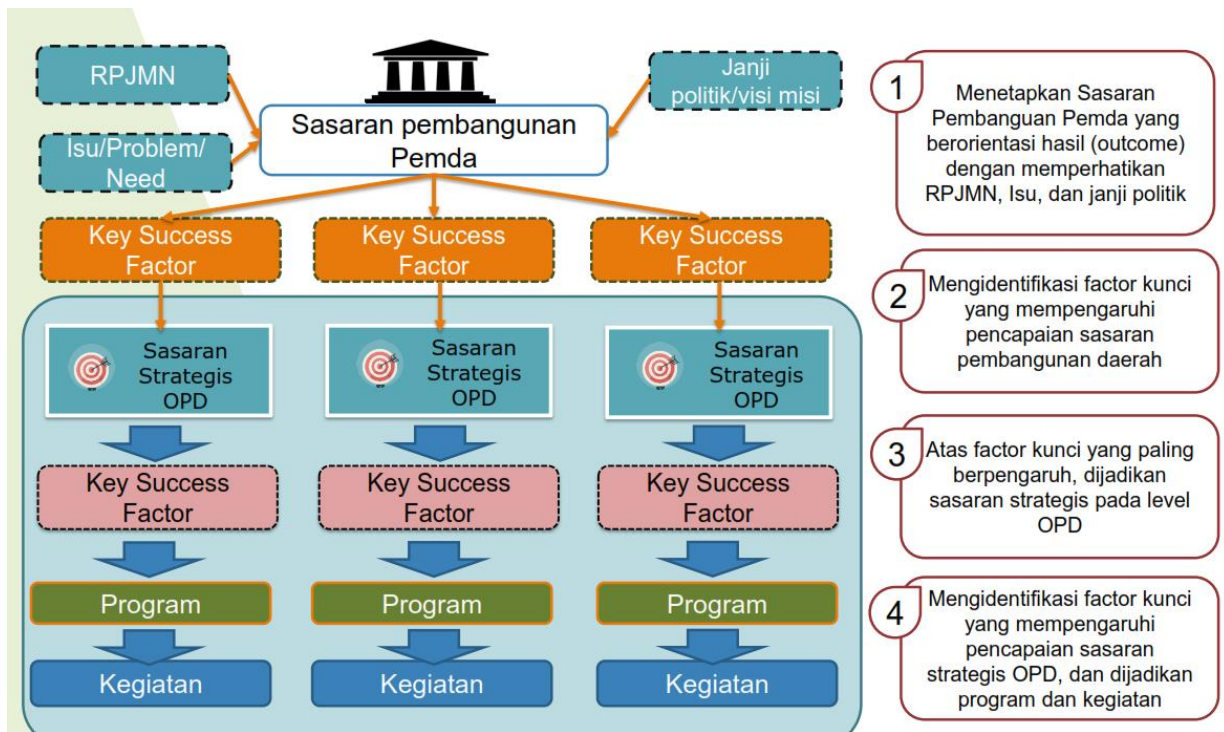 RPJMN
Janji
politik/visi misi
Sasaran pembangunan
Pemda
Isu/Problem/
Need
Key Success
Factor
Key Success
Factor
Key Success
Factor
Sasaran
Strategis
OPD
Sasaran
Strategis
OPD
Sasaran
Strategis
OPD
Key Success
Factor
Key Success
Factor
Key Success
Factor
Program
Program
Program
Kegiatan
Kegiatan
Kegiatan
1
Menetapkan Sasaran
Pembanguan Pemda yang
berorientasi hasil (outcome)
dengan memperhatikan
RPJMN, Isu, dan janji politik
2
Mengidentifikasi factor kunci
yang mempengaruhi
pencapaian sasaran
pembangunan daerah
3
Atas factor kunci yang paling
berpengaruh, dijadikan
sasaran strategis pada level
OPD
4
Mengidentifikasi factor kunci
yang mempengaruhi
pencapaian sasaran
strategis OPD, dan dijadikan
program dan kegiatan